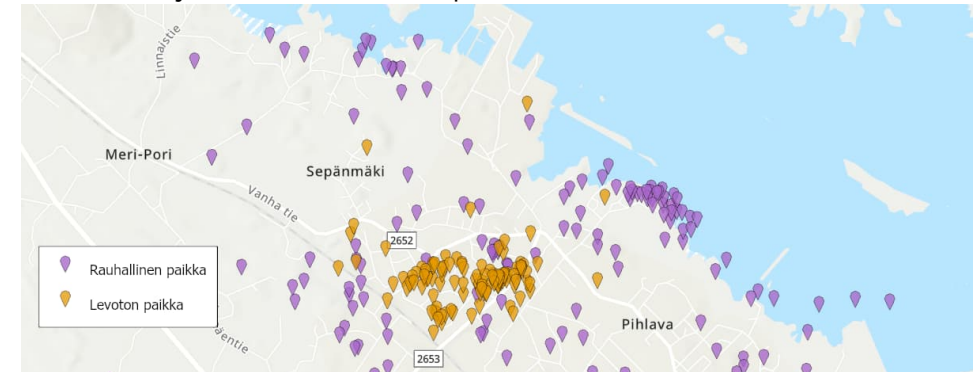 Linnaistie
Meri-Pori
Sepänmäki
Vanha tie
2652
Rauhallinen paikka
Levoton paikka
Pihlava
2653